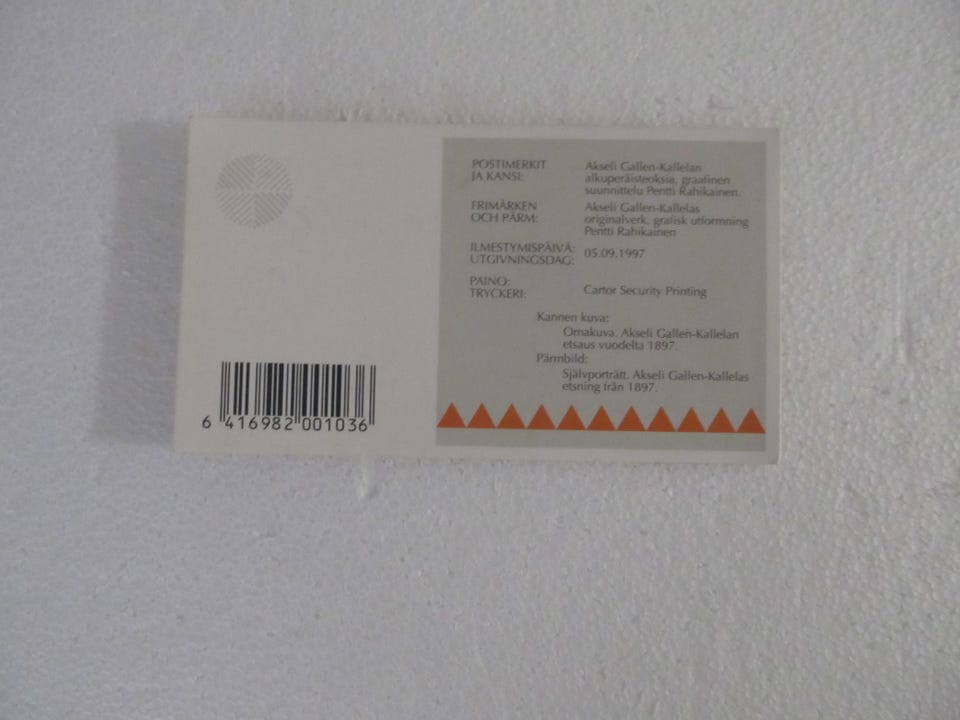 POSTIMERKIT JA KANSI:
Akseli Gallen-Kallelan
alkuperäisteoksia, graafinen
suunnittelu Pentti Rahikainen.
FRIMÄRKEN OCH PÄRM:
Akseli Gallen-Kallelas
originalverk, grafisk utformning
Pentti Rahikainen
ILMESTYMISPÄIVÄ:
UTGIVNINGSDAG:
05.09.1997
PAINO:
TRYCKERI:
Cartor Security Printing
Kannen kuva:
Omakuva. Akseli Gallen-Kallelan
etsaus vuodelta 1897.
Pärmbild:
Självporträtt. Akseli Gallen-Kallelas
etsning från 1897.
6 416982 001036